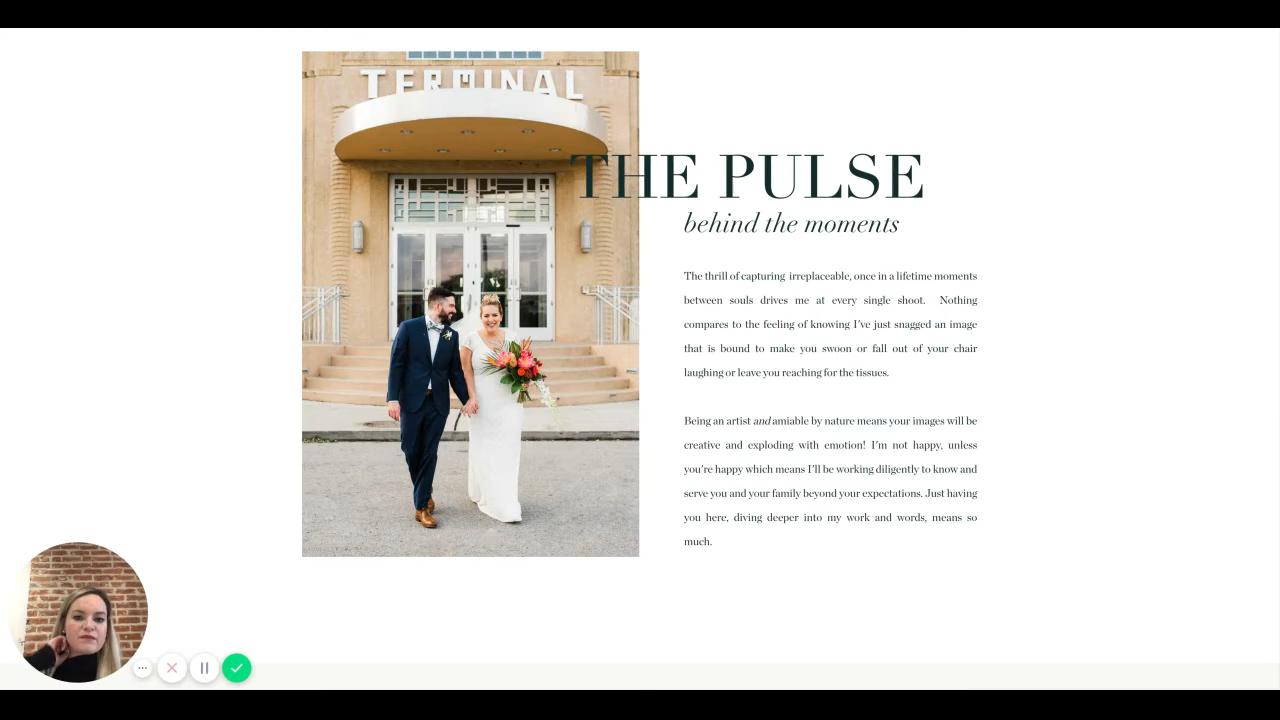 TERMINAL
THE PULSE
behind the moments
The thrill of capturing irreplaceable, once in a lifetime moments
between souls drives me at every single shoot. Nothing
compares to the feeling of knowing I've just snagged an image
that is bound to make you swoon or fall out of your chair
laughing or leave you reaching for the tissues.
Being an artist and amiable by nature means your images will be
creative and exploding with emotion! I'm not happy, unless
you're happy which means I'll be working diligently to know and
serve you and your family beyond your expectations. Just having
you here, diving deeper into my work and words, means so
much.